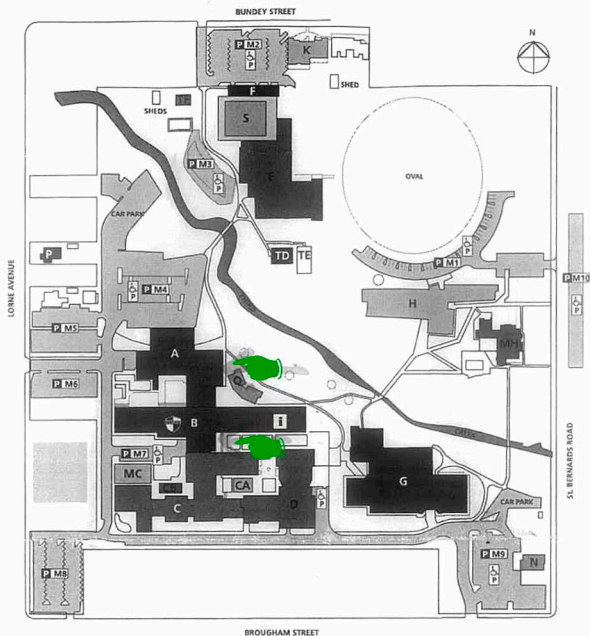 BUNDEY STREET
P M2
P
K
N
F
SHED
SHEDS
TF
S
P M3
P
E
OVAL
CAR PARK
TD
TE
P M1
P
P
P M10
P
LORNE AVENUE
P M4
P
H
P M5
MH
A
P M6
B
i
P M7
P
MC
CA
C
D
P
G
ST. BERNARDS ROAD
CAR PARK
P M9
P
N
P M8
BROUGHAM STREET